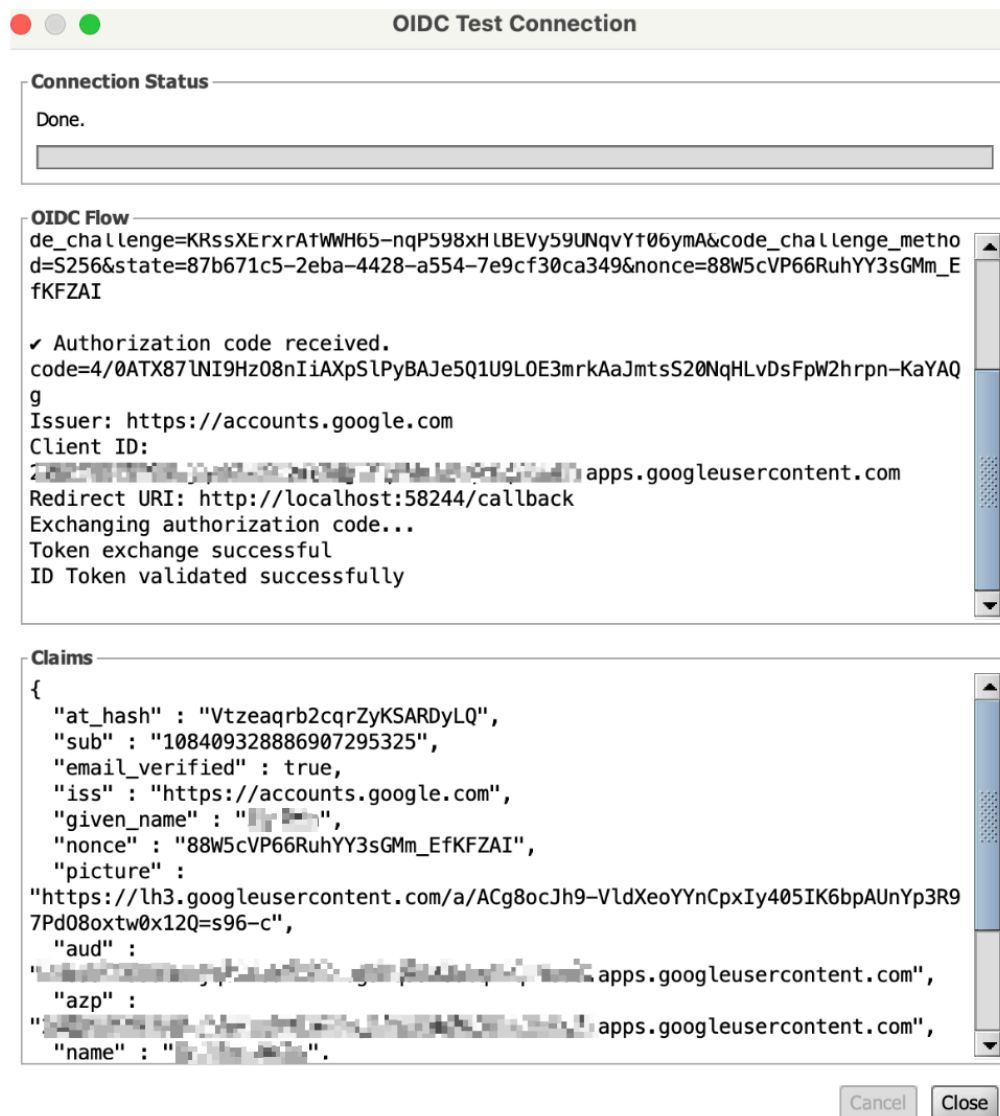 OIDC Test Connection
Connection Status
Done.
OIDC Flow
de_challenge=KRssXErxrAfWWH65-nqP598xHlBEVy59UNqvYf06ymA&code_challenge_metho
d=S256&state=87b671c5-2eba-4428-a554-7e9cf30ca349&nonce=88W5cVP66RuhYY3sGMm_E
fKFZAI
✔ Authorization code received.
code=4/0ATX87lNI9HzO8nIiAXpSlPyBAJe5Q1U9LOE3mrkAaJmtsS20NqHLvDsFpW2hrpn-KaYAQ
g
Issuer: https://accounts.google.com
Client ID:
apps.googleusercontent.com
Redirect URI: http://localhost:58244/callback
Exchanging authorization code...
Token exchange successful
ID Token validated successfully
Claims
{
"at_hash" : "Vtzeaqrb2cqrZyKSARDyLQ",
"sub" : "108409328886907295325",
"email_verified" : true,
"iss" : "https://accounts.google.com",
"given_name" : "",
"nonce" : "88W5cVP66RuhYY3sGMm_EfKFZAI",
"picture" :
"https://lh3.googleusercontent.com/a/ACg8ocJh9-VldXeoYYnCpxIy405IK6bpAUnYp3R9
7PdO8oxtw0x12Q=s96-c",
"aud" :
".apps.googleusercontent.com",
"azp" :
".apps.googleusercontent.com",
"name" : "",
Cancel
Close